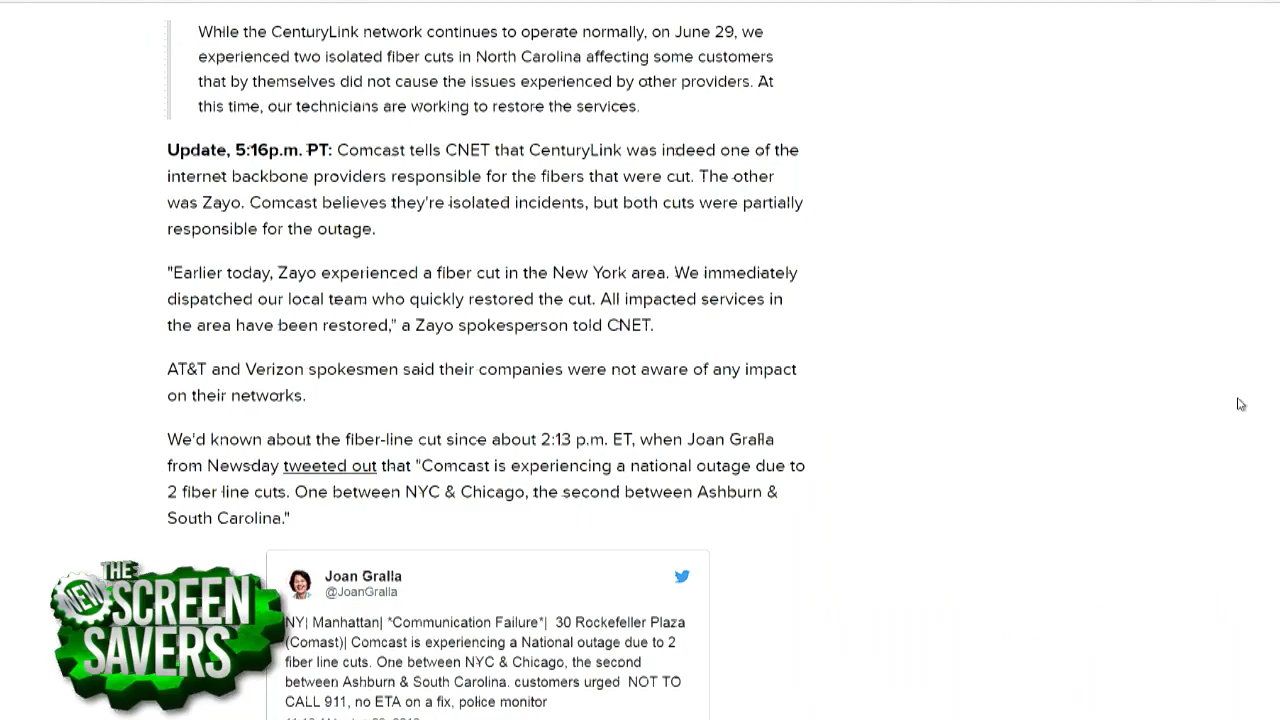 While the CenturyLink network continues to operate normally, on June 29, we
experienced two isolated fiber cuts in North Carolina affecting some customers
that by themselves did not cause the issues experienced by other providers. At
this time, our technicians are working to restore the services.
Update, 5:16p.m. PT: Comcast tells CNET that CenturyLink was indeed one of the
internet backbone providers responsible for the fibers that were cut. The other
was Zayo. Comcast believes they're isolated incidents, but both cuts were partially
responsible for the outage.
"Earlier today, Zayo experienced a fiber cut in the New York area. We immediately
dispatched our local team who quickly restored the cut. All impacted services in
the area have been restored," a Zayo spokesperson told CNET.
AT&T and Verizon spokesmen said their companies were not aware of any impact
on their networks.
We'd known about the fiber-line cut since about 2:13 p.m. ET, when Joan Gralla
from Newsday tweeted out that "Comcast is experiencing a national outage due to
2 fiber line cuts. One between NYC & Chicago, the second between Ashburn &
South Carolina."
Joan Gralla
@JoanGralla
NY| Manhattan| *Communication Failure*| 30 Rockefeller Plaza
(Comast)| Comcast is experiencing a National outage due to 2
fiber line cuts. One between NYC & Chicago, the second
between Ashburn & South Carolina. customers urged NOT TO
CALL 911, no ETA on a fix, police monitor
THE
NEW
SCREEN
SAVERS